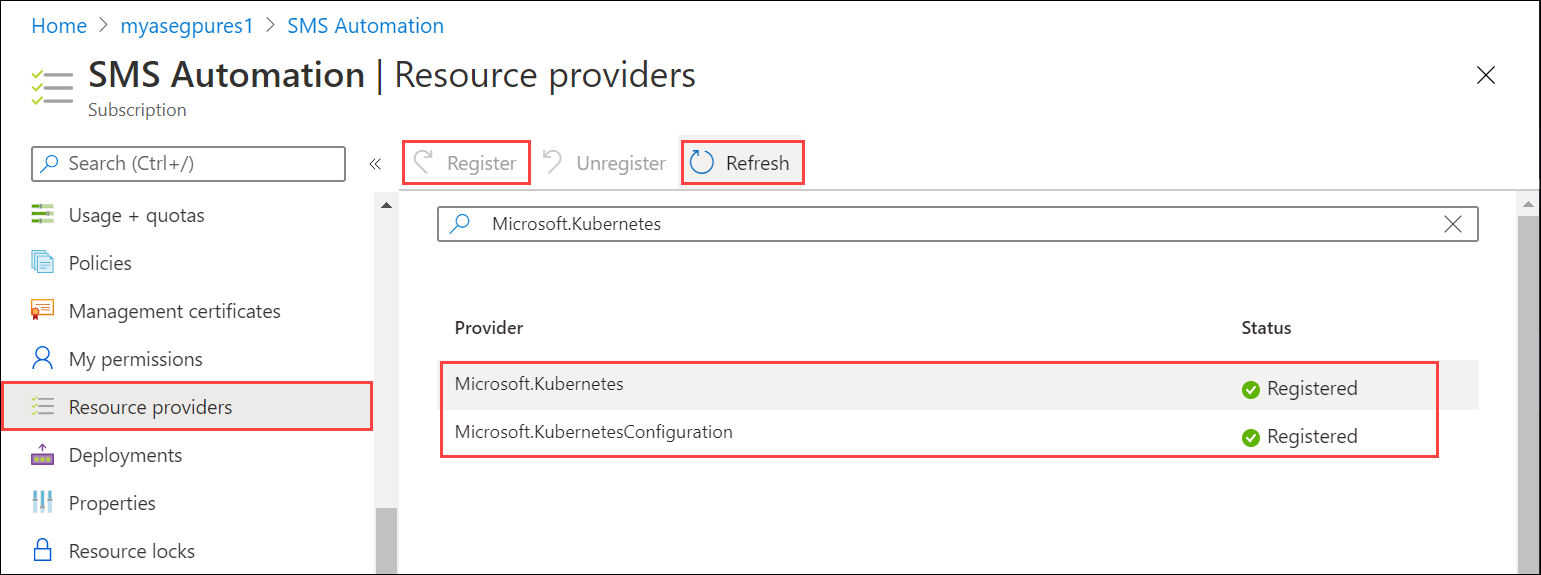 Home > myasegpures1 > SMS Automation
SMS Automation | Resource providers
Subscription
Search (Ctrl+/)
«
Register
Unregister
Refresh
Usage + quotas
Policies
Management certificates
My permissions
Resource providers
Deployments
Properties
Resource locks
Microsoft.Kubernetes
Provider Status
Microsoft.Kubernetes Registered
Microsoft.KubernetesConfiguration Registered